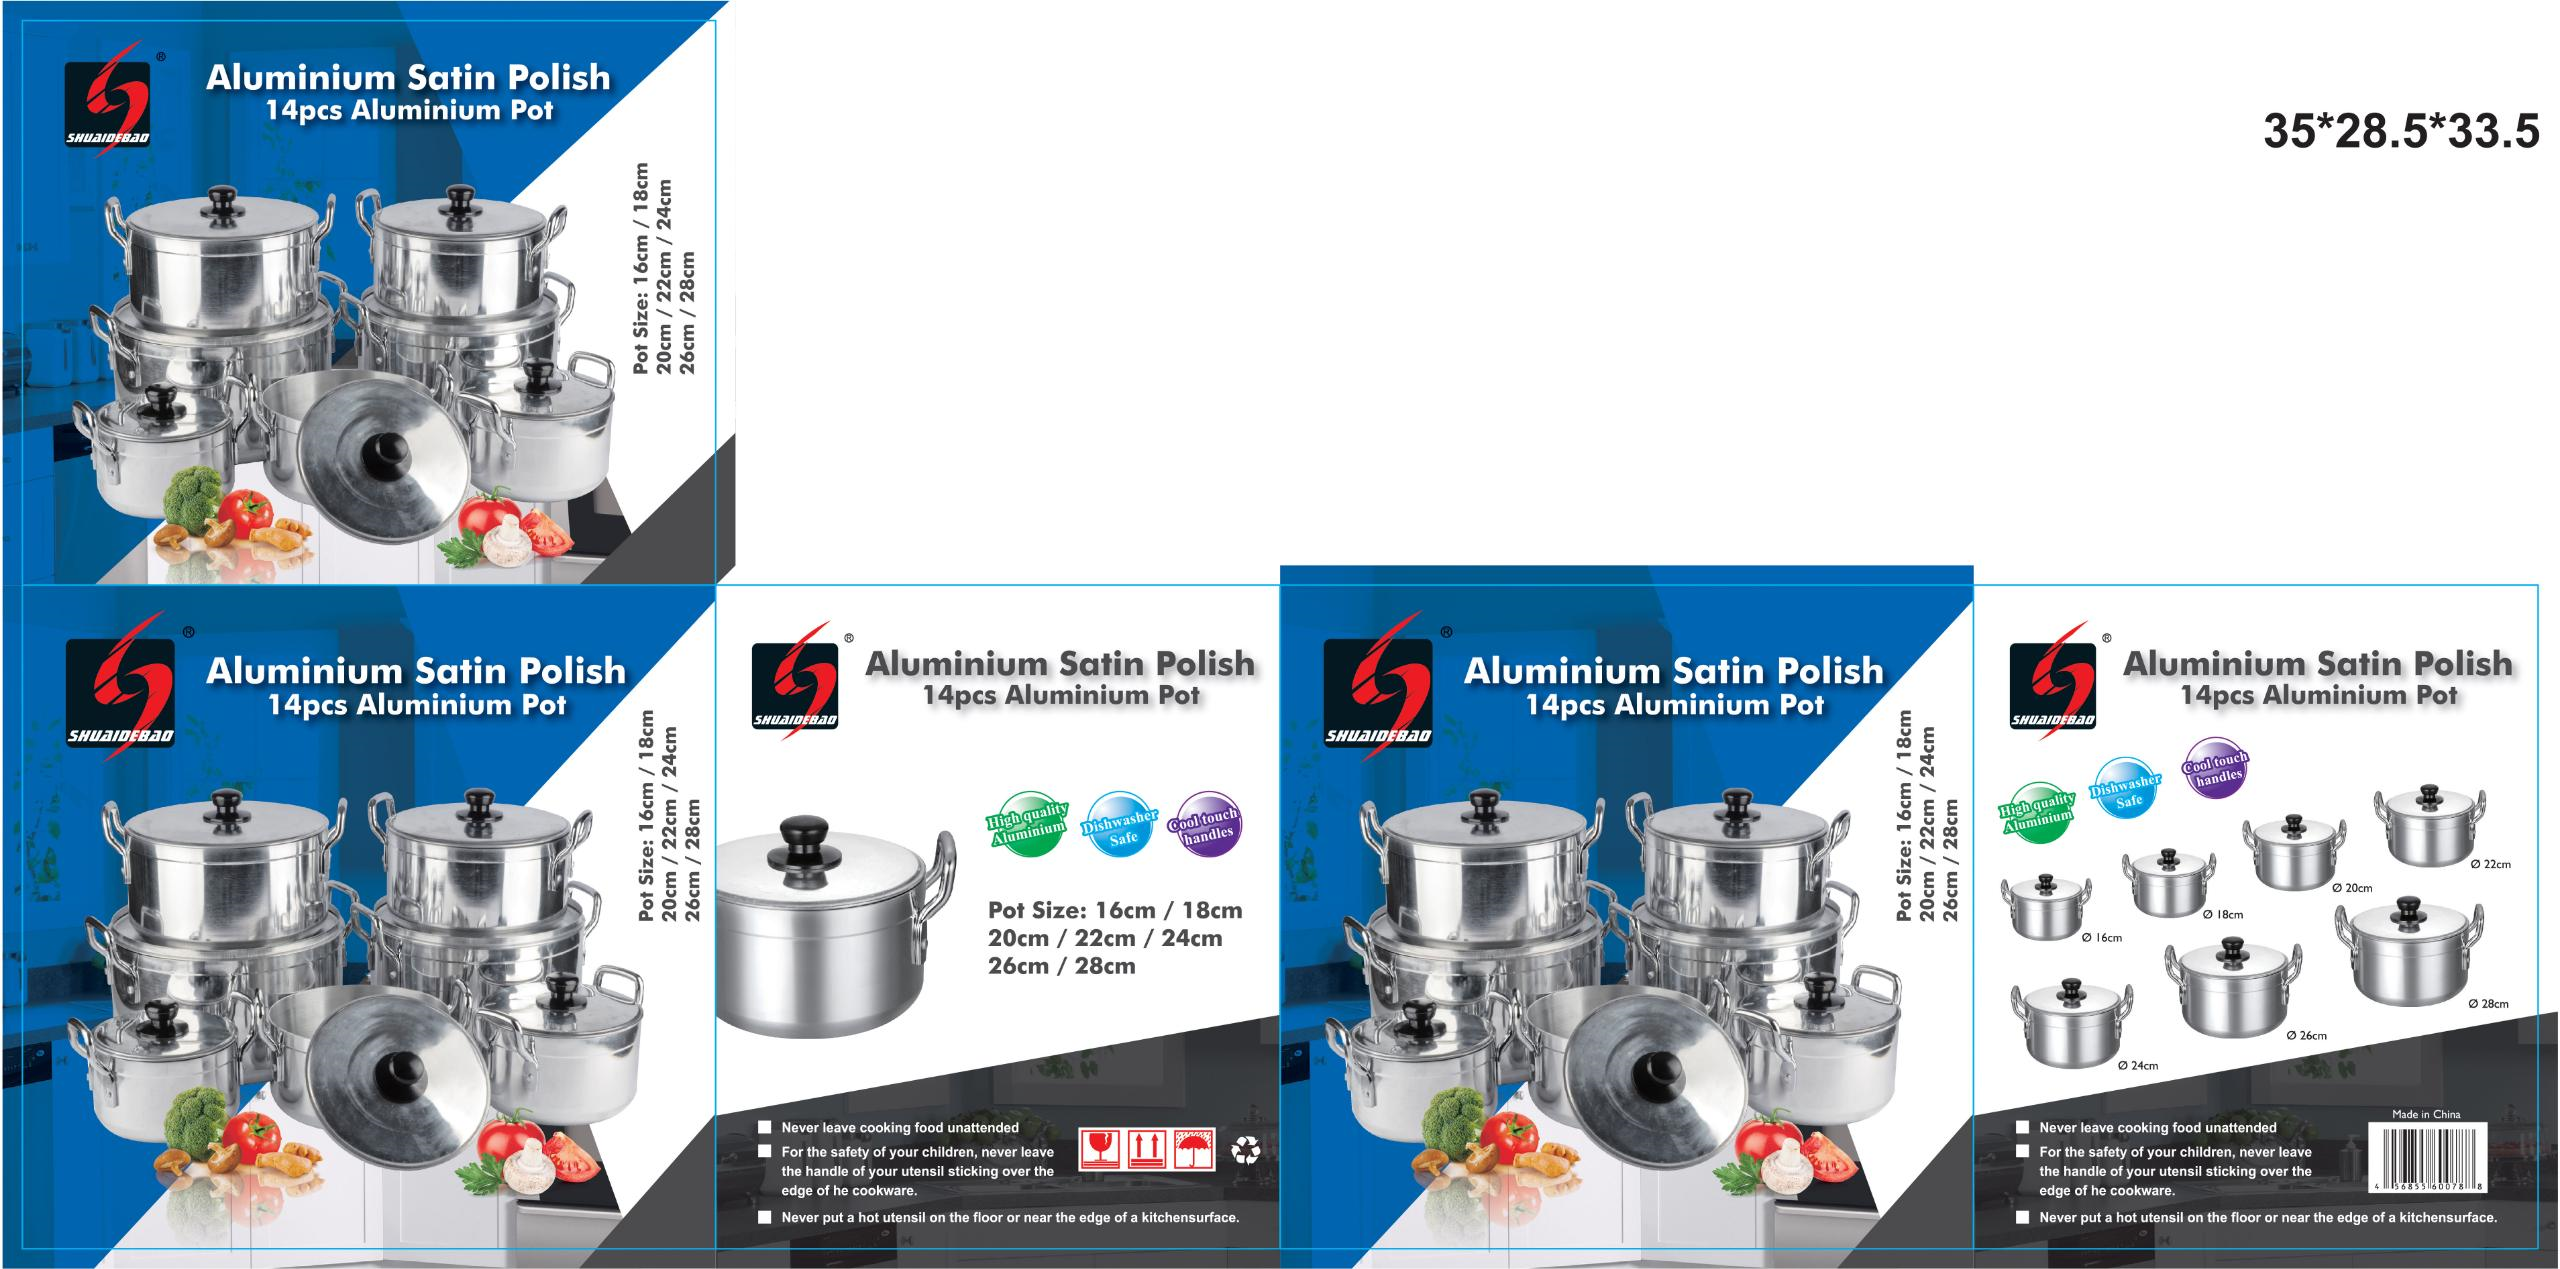 SHUAIDEBAO
®
Aluminium Satin Polish
14pcs Aluminium Pot
Pot Size: 16cm / 18cm
20cm / 22cm / 24cm
26cm / 28cm
35*28.5*33.5
SHUAIDEBAO
®
Aluminium Satin Polish
14pcs Aluminium Pot
Pot Size: 16cm / 18cm
20cm / 22cm / 24cm
26cm / 28cm
SHUAIDEBAO
®
Aluminium Satin Polish
14pcs Aluminium Pot
High quality
Aluminium
Dishwasher
Safe
Cool touch
handles
Pot Size: 16cm / 18cm
20cm / 22cm / 24cm
26cm / 28cm
Never leave cooking food unattended
For the safety of your children, never leave
the handle of your utensil sticking over the
edge of he cookware.
Never put a hot utensil on the floor or near the edge of a kitchensurface.
SHUAIDEBAO
®
Aluminium Satin Polish
14pcs Aluminium Pot
Pot Size: 16cm / 18cm
20cm / 22cm / 24cm
26cm / 28cm
SHUAIDEBAO
®
Aluminium Satin Polish
14pcs Aluminium Pot
High quality
Aluminium
Dishwasher
Safe
Cool touch
handles
Ø 16cm
Ø 18cm
Ø 20cm
Ø 22cm
Ø 24cm
Ø 26cm
Ø 28cm
Never leave cooking food unattended
For the safety of your children, never leave
the handle of your utensil sticking over the
edge of he cookware.
Never put a hot utensil on the floor or near the edge of a kitchensurface.
Made in China
4 568556 00788